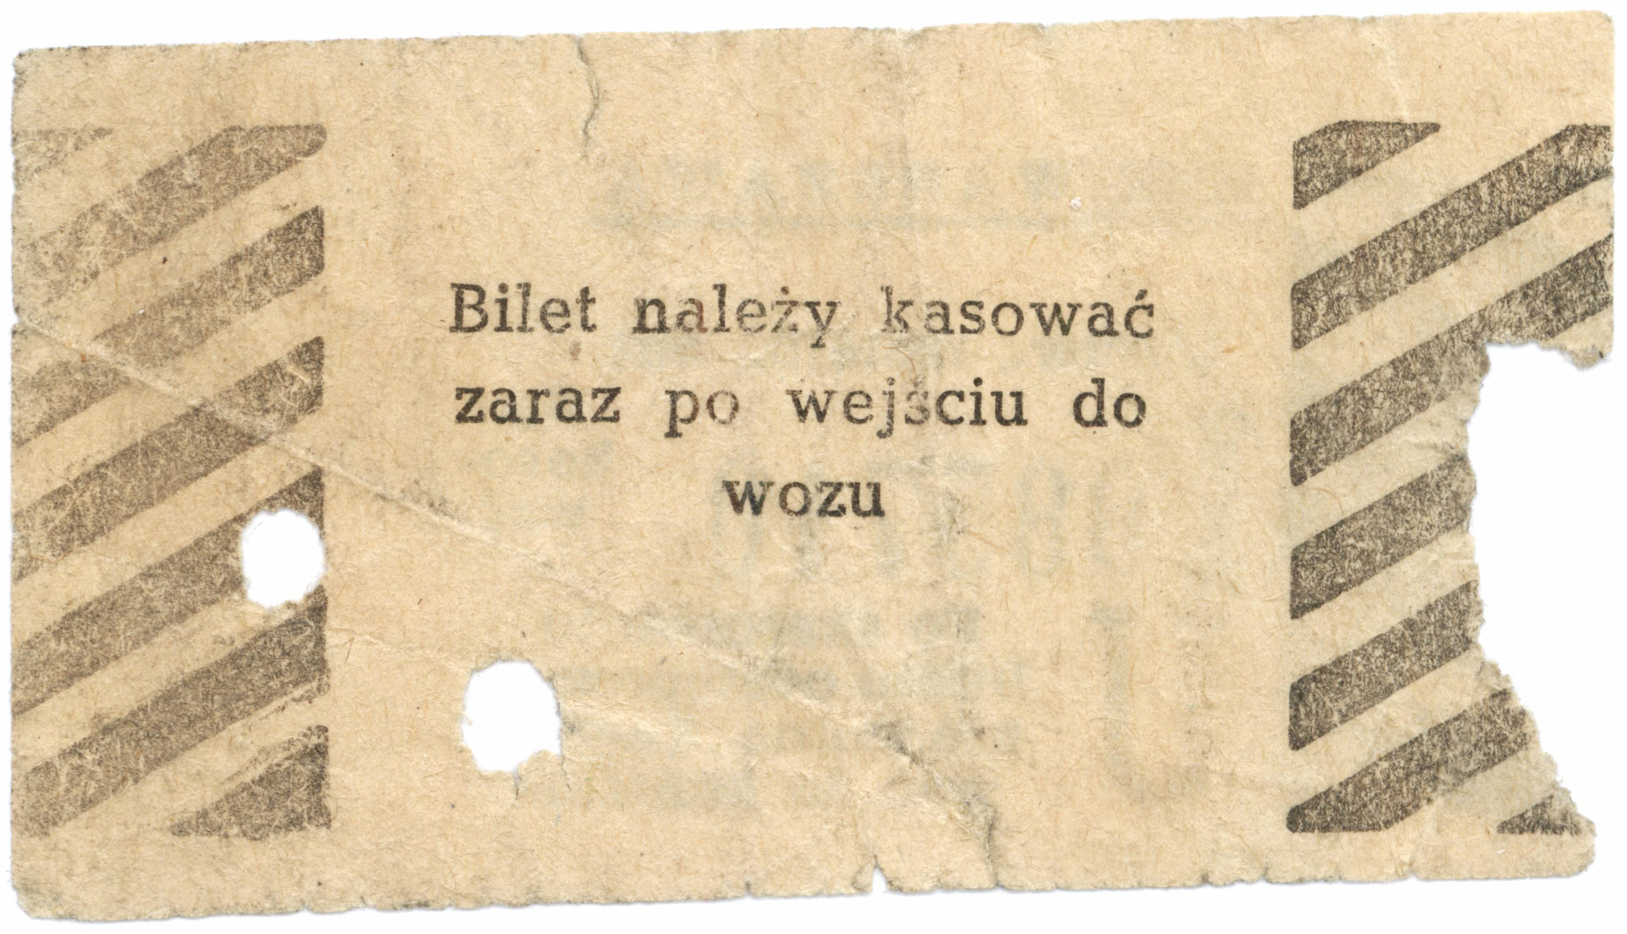 Bilet należy kasować
zaraz po wejściu do
wozu